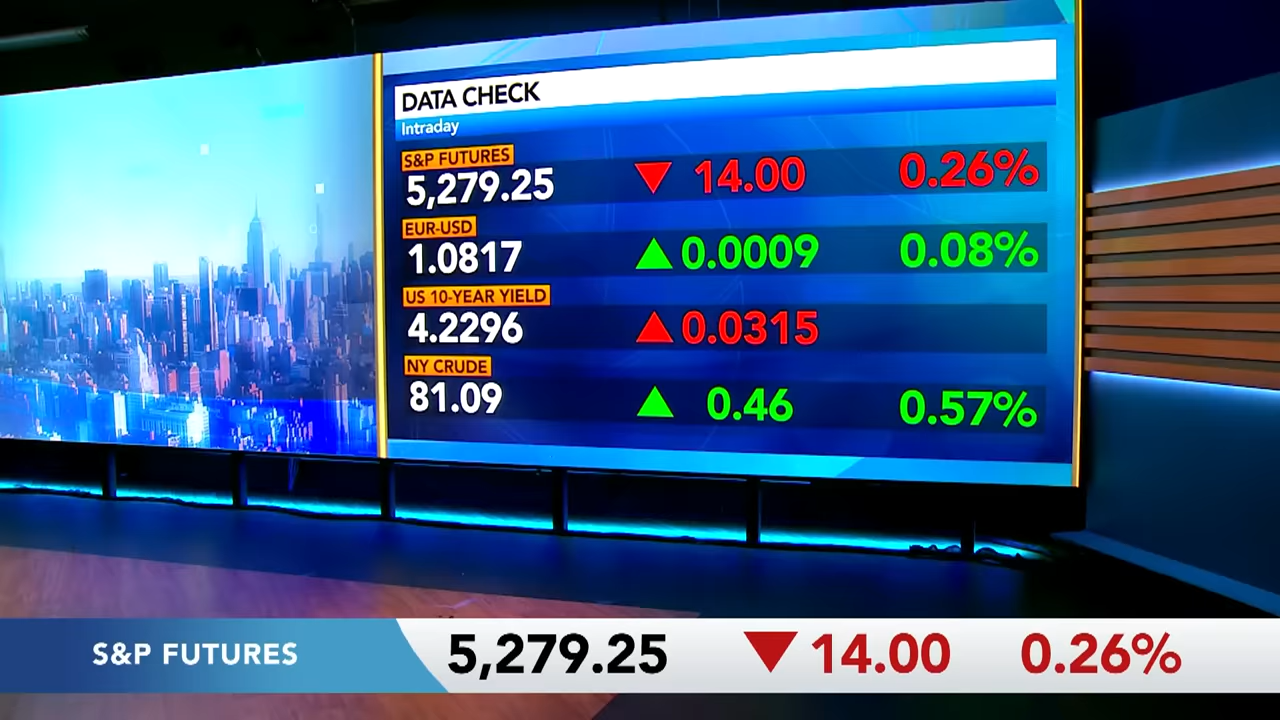 DATA CHECK
Intraday
S&P FUTURES
5,279.25 ▼ 14.00 0.26%
EUR-USD
1.0817 ▲ 0.0009 0.08%
US 10-YEAR YIELD
4.2296 ▲ 0.0315
NY CRUDE
81.09 ▲ 0.46 0.57%
S&P FUTURES 5,279.25 ▼ 14.00 0.26%